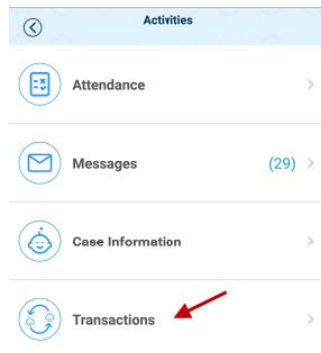 Activities
Attendance
Messages (29)
Case Information
Transactions